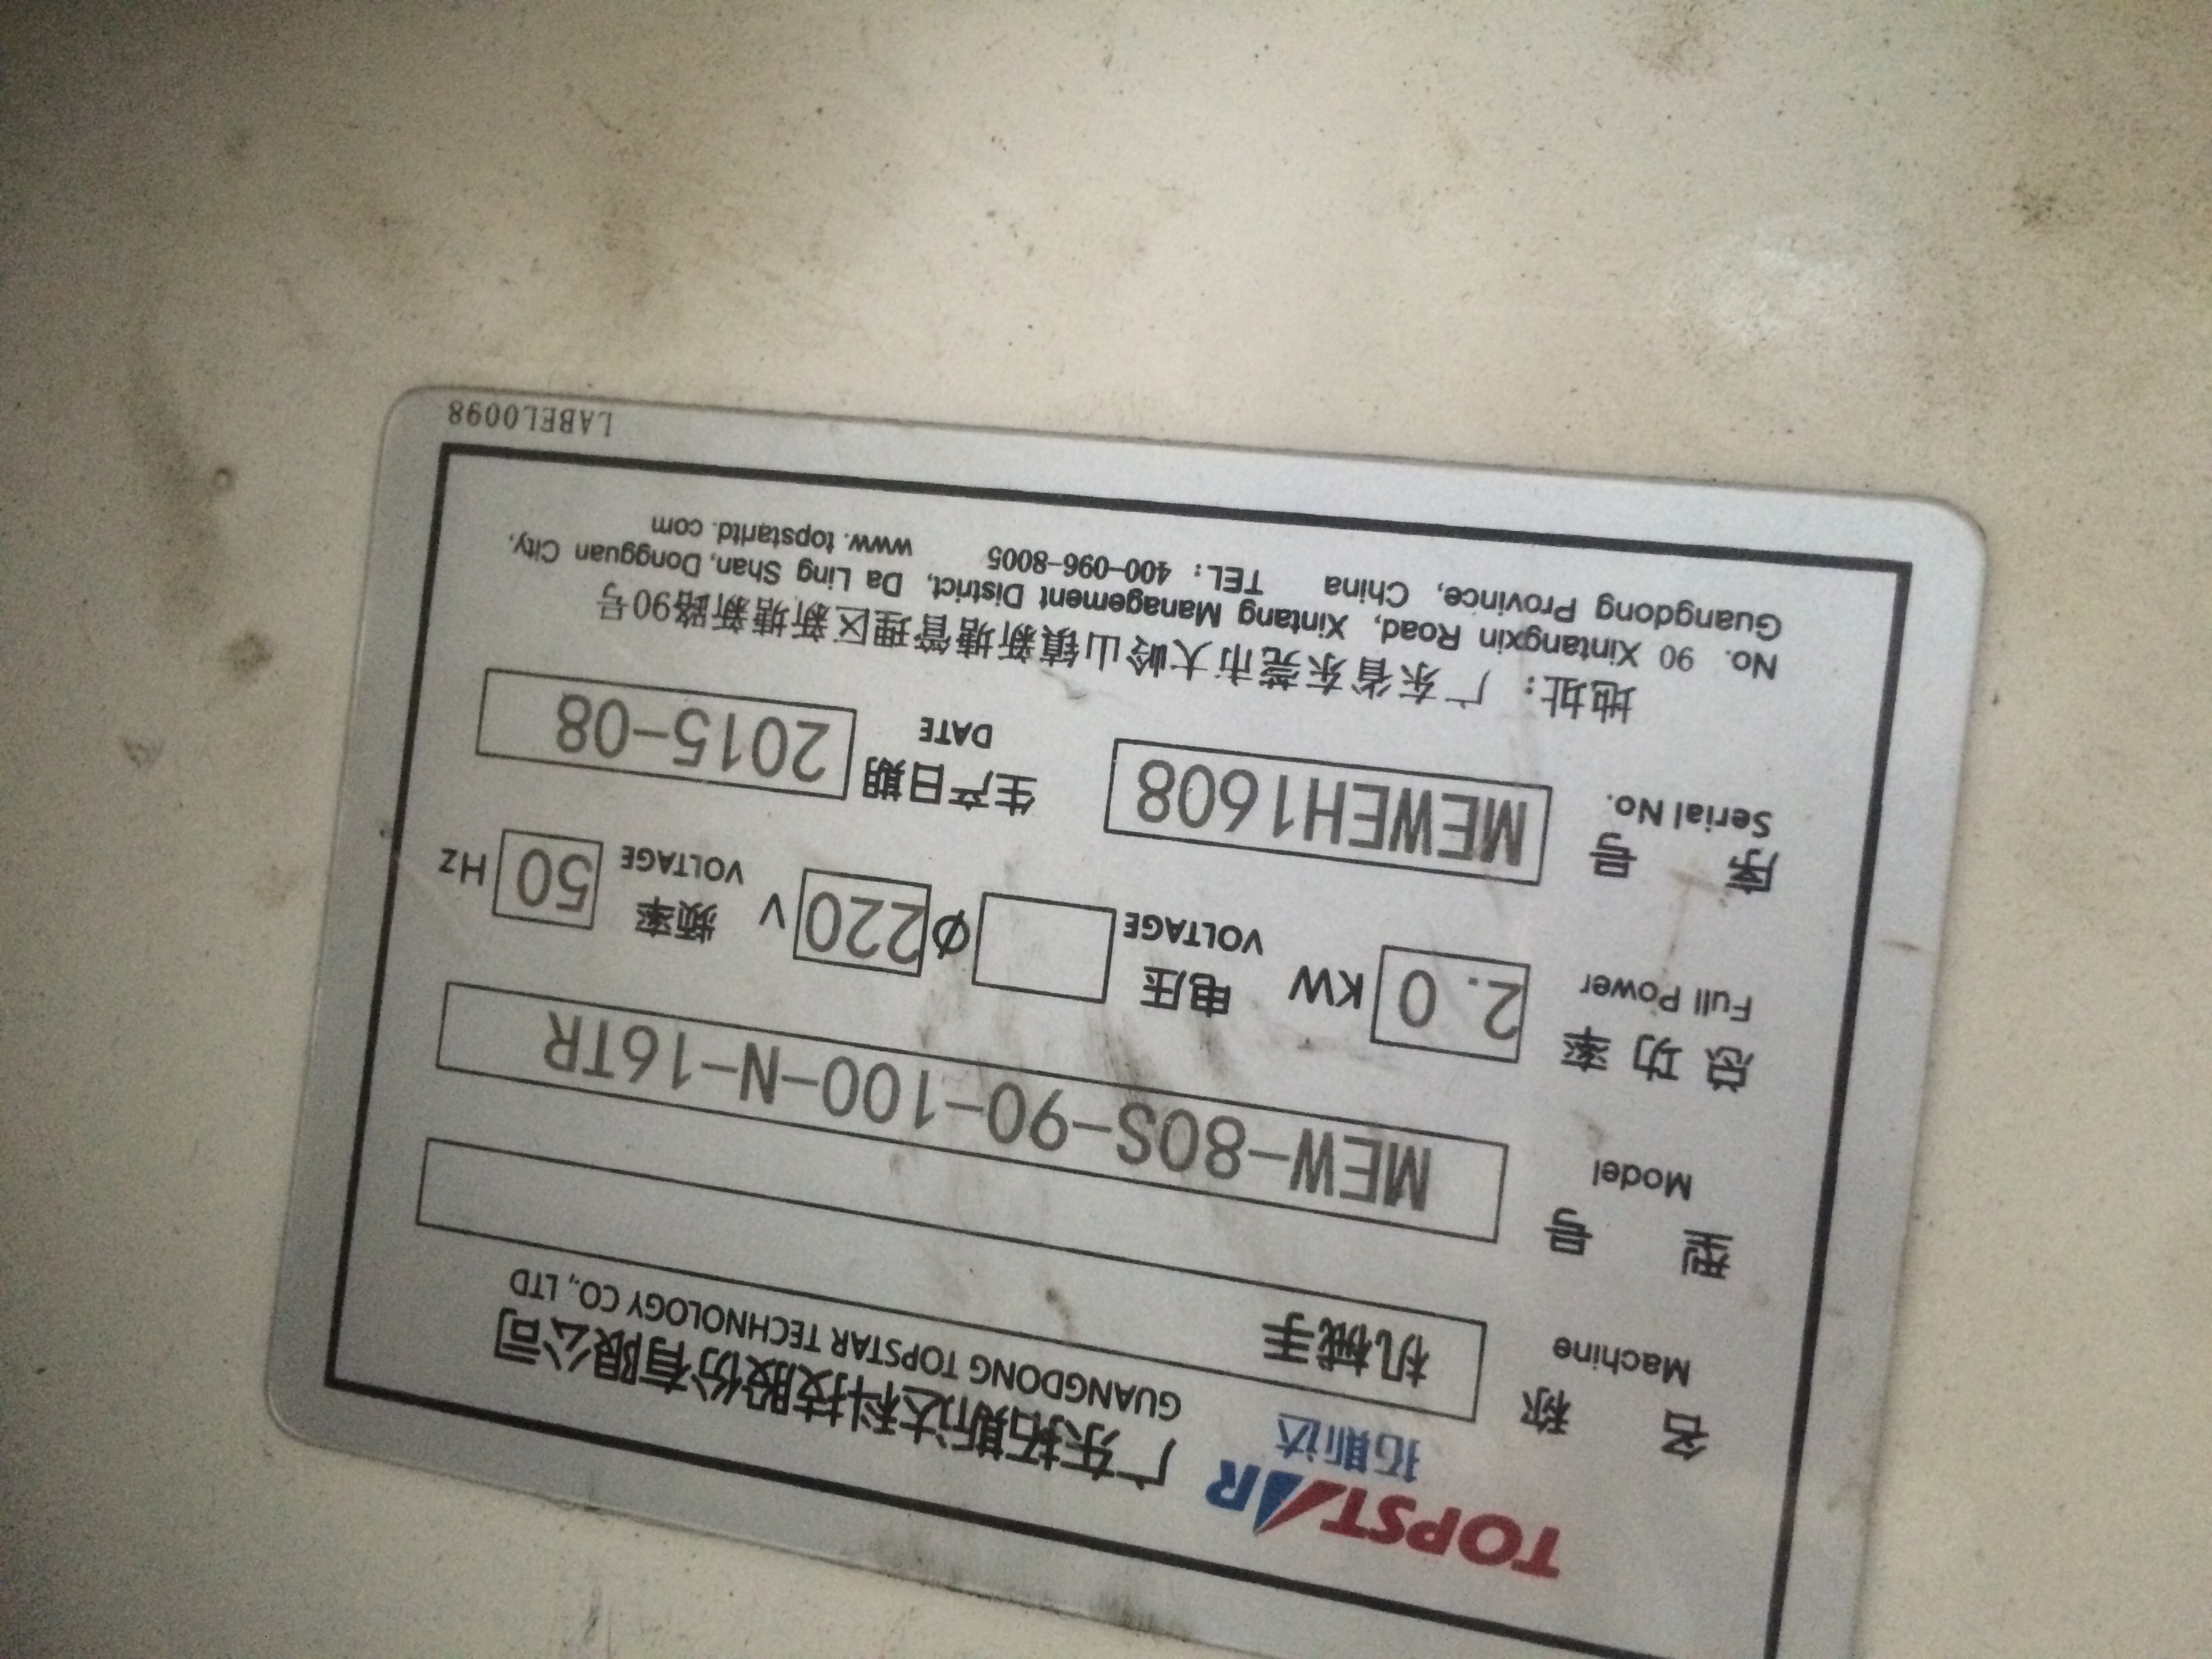 TOPSTAR
拓斯达
广东拓斯达科技股份有限公司
GUANGDONG TOPSTAR TECHNOLOGY CO., LTD
名 称 机械手
Machine
型 号 MEW-80S-90-100-N-16TR
Model
总功率 2.0 KW 电压 Φ 220 V 频率 50 Hz
Full Power VOLTAGE VOLTAGE
序 号 MEWEH1608 生产日期 2015-08
Serial No. DATE
地址: 广东省东莞市大岭山镇新塘管理区新塘新路90号
No. 90 Xintangxin Road, Xintang Management District, Da Ling Shan, Dongguan City,
Guangdong Province, China TEL: 400-096-8005 www.topstarltd.com
LABEL0098